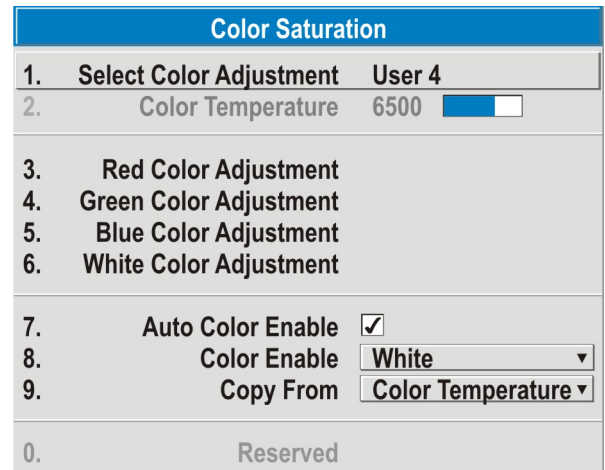 Color Saturation
1. Select Color Adjustment User 4
2. Color Temperature 6500
3. Red Color Adjustment
4. Green Color Adjustment
5. Blue Color Adjustment
6. White Color Adjustment
7. Auto Color Enable
8. Color Enable White
9. Copy From Color Temperature
0. Reserved